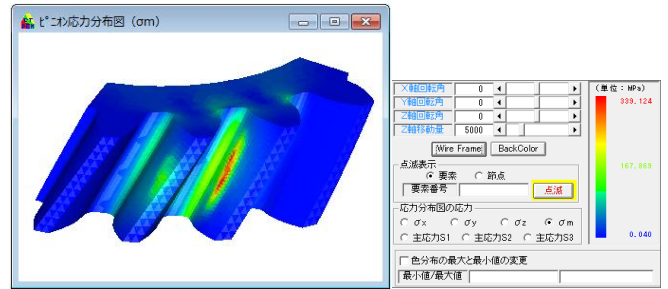 ﾋﾟﾆｵﾝ応力分布図 (σm)
X軸回転角 0
Y軸回転角 0
Z軸回転角 0
Z軸移動量 5000
Wire Frame BackColor
点滅表示
要素 節点
要素番号 点滅
応力分布図の応力
σx σy σz σm
主応力S1 主応力S2 主応力S3
色分布の最大と最小値の変更
最小値/最大値
(単位: MPa)
339.124
0.040